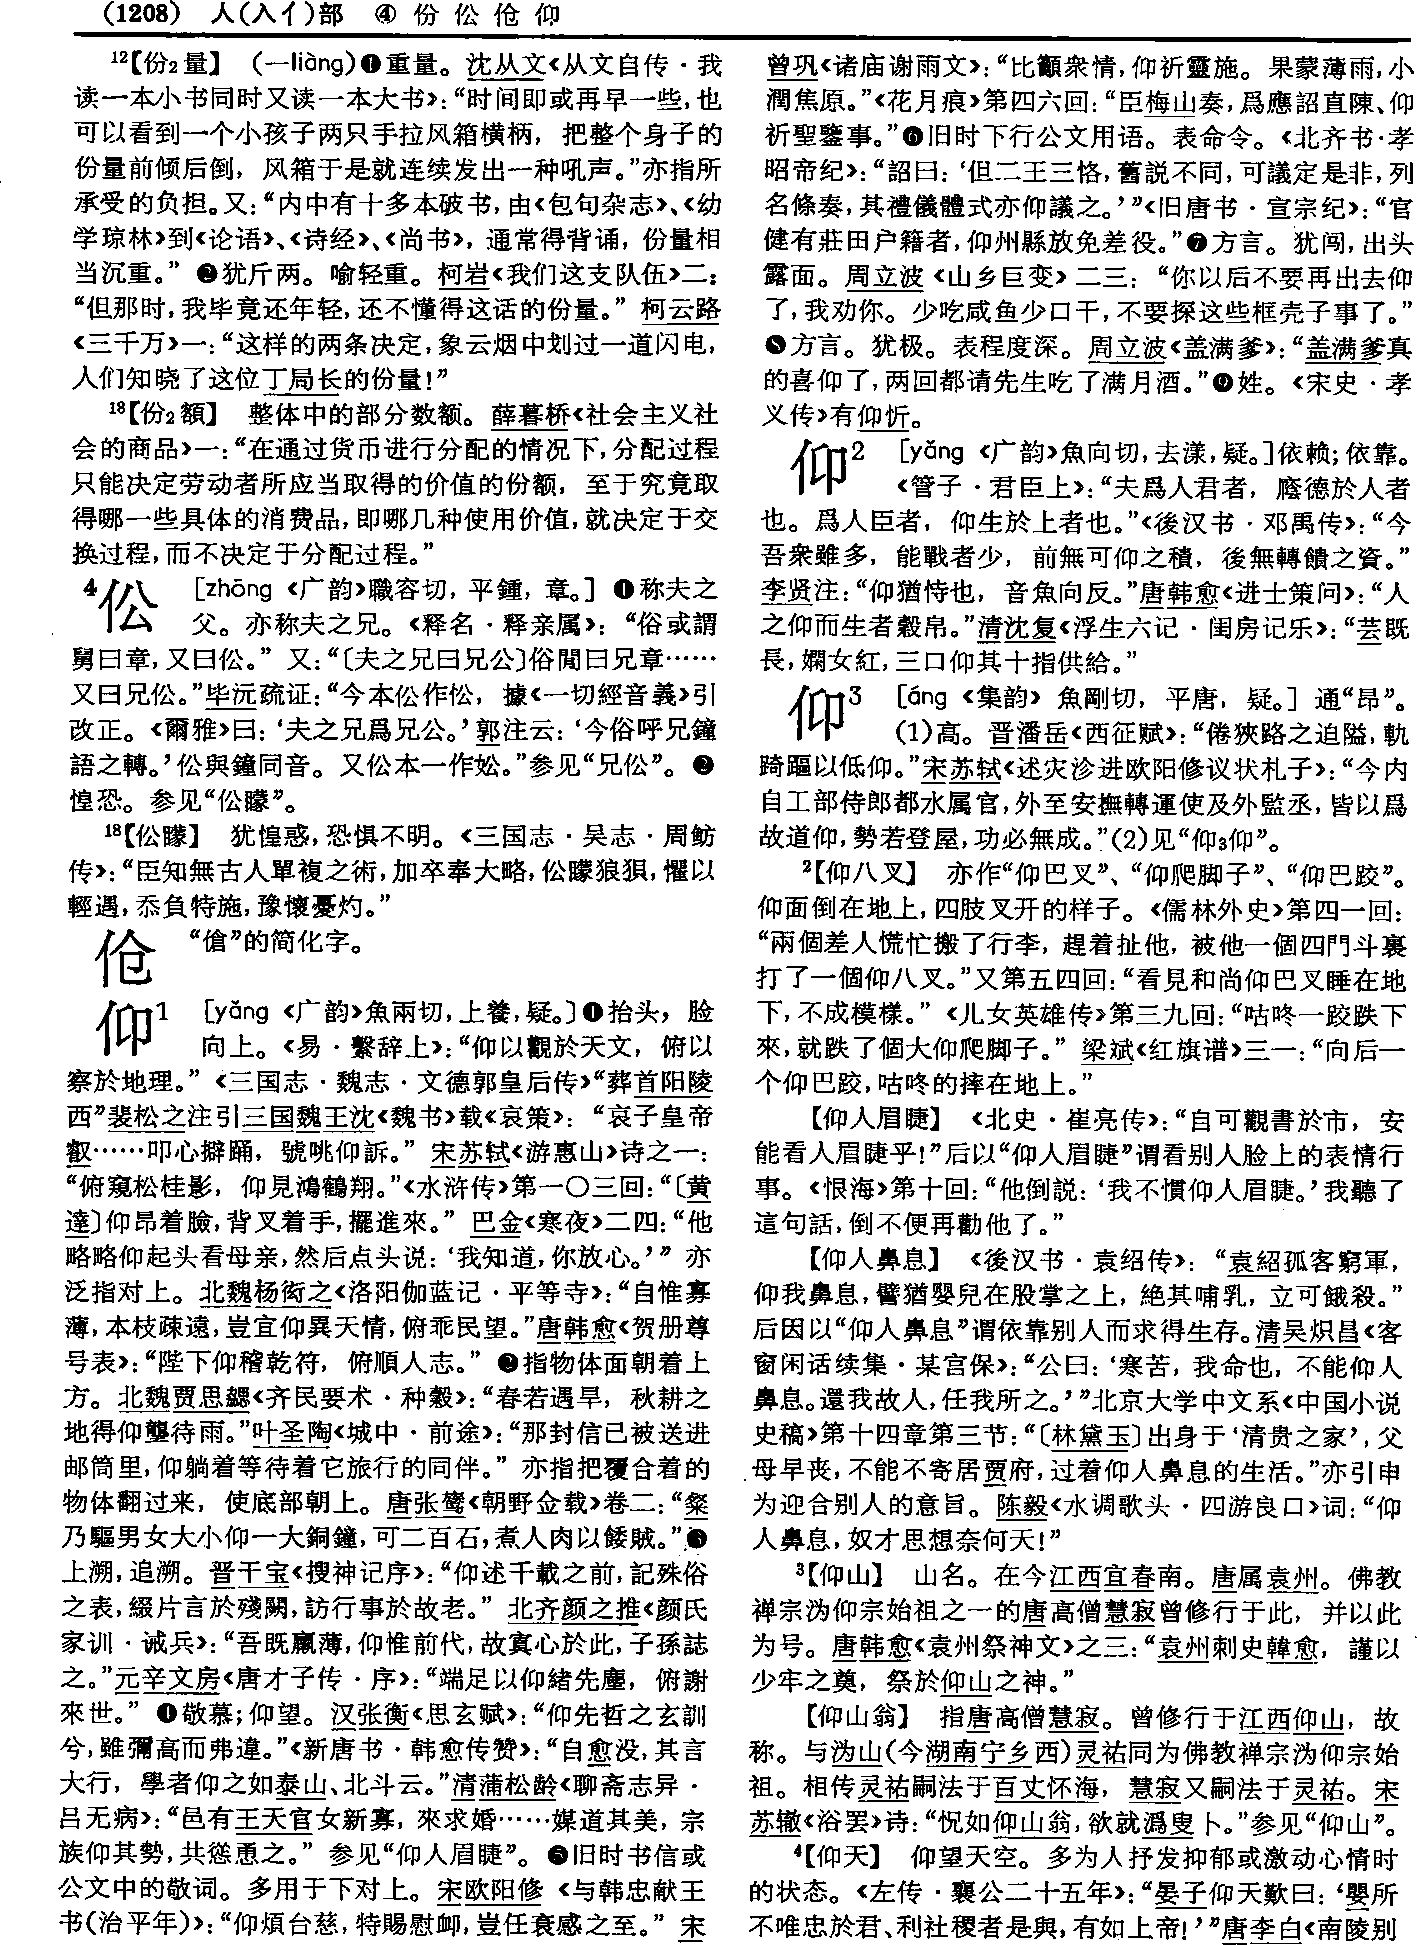 (1208) 人(入亻)部 ④ 份 伀 伧 仰
¹²【份₂量】 (—liàng)❶重量。沈从文《从文自传·我
读一本小书同时又读一本大书》：“时间即或再早一些，也
可以看到一个小孩子两只手拉风箱横柄，把整个身子的
份量前倾后倒，风箱于是就连续发出一种吼声。”亦指所
承受的负担。又：“内中有十多本破书，由《包句杂志》、《幼
学琼林》到《论语》、《诗经》、《尚书》，通常得背诵，份量相
当沉重。” ❷犹斤两。喻轻重。柯岩《我们这支队伍》二：
“但那时，我毕竟还年轻，还不懂得这话的份量。” 柯云路
《三千万》一：“这样的两条决定，象云烟中划过一道闪电，
人们知晓了这位丁局长的份量！”
¹⁸【份₂額】 整体中的部分数额。薛暮桥《社会主义社
会的商品》一：“在通过货币进行分配的情况下，分配过程
只能决定劳动者所应当取得的价值的份额，至于究竟取
得哪一些具体的消费品，即哪几种使用价值，就决定于交
换过程，而不决定于分配过程。”
⁴伀 [zhōng 《广韵》職容切，平鍾，章。] ❶称夫之
父。亦称夫之兄。《释名·释亲属》：“俗或謂
舅曰章，又曰伀。” 又：“〔夫之兄曰兄公〕俗閒曰兄章……
又曰兄伀。”毕沅疏证：“今本伀作忪，據《一切經音義》引
改正。《爾雅》曰：‘夫之兄爲兄公。’郭注云：‘今俗呼兄鐘
語之轉。’伀與鐘同音。又伀本一作妐。”参见“兄伀”。❷
惶恐。参见“伀矇”。
¹⁸【伀矇】 犹惶惑，恐惧不明。《三国志·吴志·周鲂
传》：“臣知無古人單複之術，加卒奉大略，伀矇狼狽，懼以
輕遇，忝負特施，豫懷憂灼。”
伧 “傖”的简化字。
仰¹ [yǎng 《广韵》魚兩切，上養，疑。]❶抬头，脸
向上。《易·繫辞上》：“仰以觀於天文，俯以
察於地理。” 《三国志·魏志·文德郭皇后传》“葬首阳陵
西”裴松之注引三国魏王沈《魏书》载《哀策》：“哀子皇帝
叡……叩心擗踊，號咷仰訴。” 宋苏轼《游惠山》诗之一：
“俯窺松桂影，仰見鴻鶴翔。”《水浒传》第一〇三回：“〔黄
達〕仰昂着臉，背叉着手，擺進來。” 巴金《寒夜》二四：“他
略略仰起头看母亲，然后点头说：‘我知道，你放心。’” 亦
泛指对上。北魏杨衒之《洛阳伽蓝记·平等寺》：“自惟寡
薄，本枝疎遠，豈宜仰異天情，俯乖民望。”唐韩愈《贺册尊
号表》：“陛下仰稽乾符，俯順人志。” ❷指物体面朝着上
方。北魏贾思勰《齐民要术·种穀》：“春若遇旱，秋耕之
地得仰壟待雨。”叶圣陶《城中·前途》：“那封信已被送进
邮筒里，仰躺着等待着它旅行的同伴。” 亦指把覆合着的
物体翻过来，使底部朝上。唐张鷟《朝野佥载》卷二：“粲
乃驅男女大小仰一大銅鐘，可二百石，煮人肉以餧賊。”❸
上溯，追溯。晋干宝《搜神记序》：“仰述千載之前，記殊俗
之表，綴片言於殘闕，訪行事於故老。” 北齐颜之推《颜氏
家训·诫兵》：“吾既羸薄，仰惟前代，故寘心於此，子孫誌
之。”元辛文房《唐才子传·序》：“端足以仰緒先塵，俯謝
來世。” ❹敬慕；仰望。汉张衡《思玄赋》：“仰先哲之玄訓
兮，雖彌高而弗違。”《新唐书·韩愈传赞》：“自愈没，其言
大行，學者仰之如泰山、北斗云。”清蒲松龄《聊斋志异·
吕无病》：“邑有王天官女新寡，來求婚……媒道其美，宗
族仰其勢，共慫恿之。” 参见“仰人眉睫”。❺旧时书信或
公文中的敬词。多用于下对上。宋欧阳修《与韩忠献王
书(治平年)》：“仰煩台慈，特賜慰卹，豈任衰感之至。” 宋
曾巩《诸庙谢雨文》：“比籲衆情，仰祈靈施。果蒙薄雨，小
潤焦原。”《花月痕》第四六回：“臣梅山奏，爲應詔直陳、仰
祈聖鑒事。”❻旧时下行公文用语。表命令。《北齐书·孝
昭帝纪》：“詔曰：‘但二王三恪，舊説不同，可議定是非，列
名條奏，其禮儀體式亦仰議之。’”《旧唐书·宣宗纪》：“官
健有莊田户籍者，仰州縣放免差役。”❼方言。犹闯，出头
露面。周立波《山乡巨变》二三：“你以后不要再出去仰
了，我劝你。少吃咸鱼少口干，不要探这些框壳子事了。”
❽方言。犹极。表程度深。周立波《盖满爹》：“盖满爹真
的喜仰了，两回都请先生吃了满月酒。”❾姓。《宋史·孝
义传》有仰忻。
仰² [yǎng 《广韵》魚向切，去漾，疑。]依赖；依靠。
《管子·君臣上》：“夫爲人君者，廕德於人者
也。爲人臣者，仰生於上者也。”《後汉书·邓禹传》：“今
吾衆雖多，能戰者少，前無可仰之積，後無轉饋之資。”
李贤注：“仰猶恃也，音魚向反。”唐韩愈《进士策问》：“人
之仰而生者穀帛。”清沈复《浮生六记·闺房记乐》：“芸既
長，嫻女紅，三口仰其十指供給。”
仰³ [áng 《集韵》魚剛切，平唐，疑。] 通“昂”。
(1)高。晋潘岳《西征赋》：“倦狹路之迫隘，軌
踦䟙以低仰。”宋苏轼《述灾沴进欧阳修议状札子》：“今内
自工部侍郎都水属官，外至安撫轉運使及外監丞，皆以爲
故道仰，勢若登屋，功必無成。”(2)见“仰₃仰”。
²【仰八叉】 亦作“仰巴叉”、“仰爬脚子”、“仰巴跤”。
仰面倒在地上，四肢叉开的样子。《儒林外史》第四一回：
“兩個差人慌忙搬了行李，趕着扯他，被他一個四門斗裏
打了一個仰八叉。”又第五四回：“看見和尚仰巴叉睡在地
下，不成模樣。” 《儿女英雄传》第三九回：“咕咚一跤跌下
來，就跌了個大仰爬脚子。” 梁斌《红旗谱》三一：“向后一
个仰巴跤，咕咚的摔在地上。”
【仰人眉睫】 《北史·崔亮传》：“自可觀書於市，安
能看人眉睫乎！”后以“仰人眉睫”谓看别人脸上的表情行
事。《恨海》第十回：“他倒説：‘我不慣仰人眉睫。’我聽了
這句話，倒不便再勸他了。”
【仰人鼻息】 《後汉书·袁绍传》：“袁紹孤客窮軍，
仰我鼻息，譬猶嬰兒在股掌之上，絶其哺乳，立可餓殺。”
后因以“仰人鼻息”谓依靠别人而求得生存。清吴炽昌《客
窗闲话续集·某宫保》：“公曰：‘寒苦，我命也，不能仰人
鼻息。還我故人，任我所之。’”北京大学中文系《中国小说
史稿》第十四章第三节：“〔林黛玉〕出身于‘清贵之家’，父
母早丧，不能不寄居贾府，过着仰人鼻息的生活。”亦引申
为迎合别人的意旨。陈毅《水调歌头·四游良口》词：“仰
人鼻息，奴才思想奈何天！”
³【仰山】 山名。在今江西宜春南。唐属袁州。佛教
禅宗沩仰宗始祖之一的唐高僧慧寂曾修行于此，并以此
为号。唐韩愈《袁州祭神文》之三：“袁州刺史韓愈，謹以
少牢之奠，祭於仰山之神。”
【仰山翁】 指唐高僧慧寂。曾修行于江西仰山，故
称。与沩山(今湖南宁乡西)灵祐同为佛教禅宗沩仰宗始
祖。相传灵祐嗣法于百丈怀海，慧寂又嗣法于灵祐。宋
苏辙《浴罢》诗：“怳如仰山翁，欲就溈叟卜。”参见“仰山”。
⁴【仰天】 仰望天空。多为人抒发抑郁或激动心情时
的状态。《左传·襄公二十五年》：“晏子仰天歎曰：‘嬰所
不唯忠於君、利社稷者是與，有如上帝！’”唐李白《南陵别